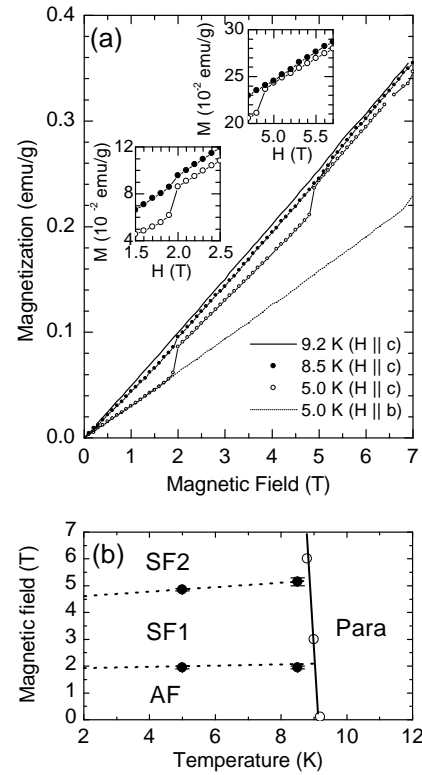 (a)
Magnetization (emu/g)
0.4
0.3
0.2
0.1
0.0
M (10⁻² emu/g)
30
25
20
5.0
5.5
H (T)
M (10⁻² emu/g)
12
8
4
1.5
2.0
2.5
H (T)
9.2 K (H || c)
8.5 K (H || c)
5.0 K (H || c)
5.0 K (H || b)
0 1 2 3 4 5 6 7
Magnetic Field (T)
(b)
Magnetic field (T)
7
6
5
4
3
2
1
0
SF2
SF1
AF
Para
2 4 6 8 10 12 14
Temperature (K)